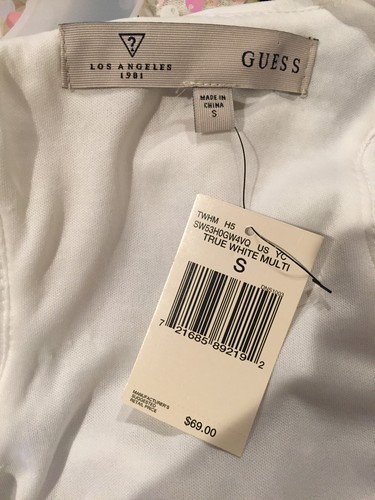 ?
LOS ANGELES
1981
GUESS
MADE IN
CHINA
S
TWHM H5
SW53H0GW4VO US YC
TRUE WHITE MULTI
S
7 21685 89219 2
MANUFACTURER'S
SUGGESTED
RETAIL PRICE
$69.00